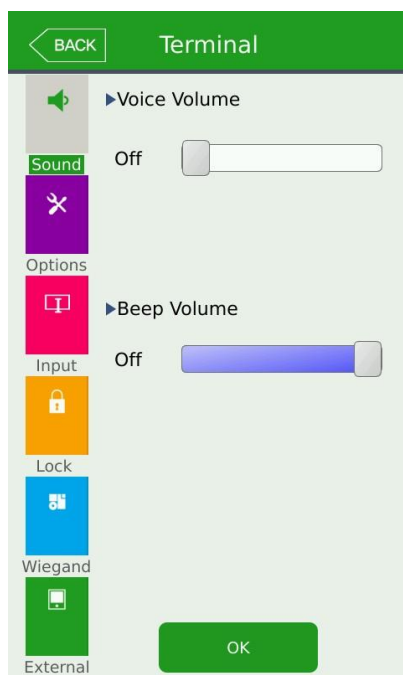 BACK Terminal
▶Voice Volume
Off
Sound
Options
▶Beep Volume
Off
Input
Lock
Wiegand
External
OK